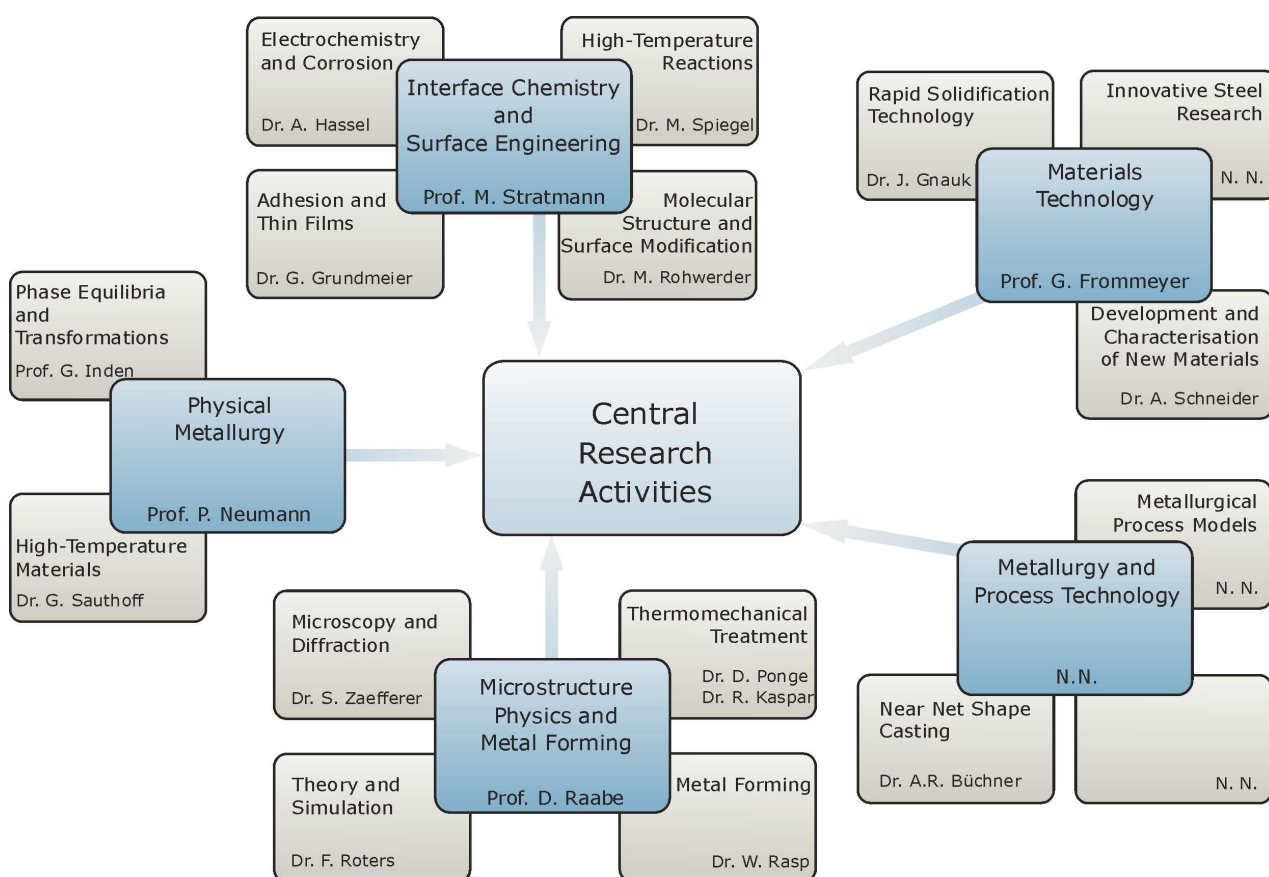 Electrochemistry
and Corrosion
Dr. A. Hassel
High-Temperature
Reactions
Dr. M. Spiegel
Interface Chemistry
and
Surface Engineering
Prof. M. Stratmann
Adhesion and
Thin Films
Dr. G. Grundmeier
Molecular
Structure and
Surface Modification
Dr. M. Rohwerder
Rapid Solidification
Technology
Dr. J. Gnauk
Innovative Steel
Research
N. N.
Materials
Technology
Prof. G. Frommeyer
Development and
Characterisation
of New Materials
Dr. A. Schneider
Phase Equilibria
and
Transformations
Prof. G. Inden
Physical
Metallurgy
Prof. P. Neumann
High-Temperature
Materials
Dr. G. Sauthoff
Central
Research
Activities
Metallurgical
Process Models
N. N.
Metallurgy and
Process Technology
N.N.
Near Net Shape
Casting
Dr. A.R. Büchner
N. N.
Microscopy and
Diffraction
Dr. S. Zaefferer
Thermomechanical
Treatment
Dr. D. Ponge
Dr. R. Kaspar
Microstructure
Physics and
Metal Forming
Prof. D. Raabe
Theory and
Simulation
Dr. F. Roters
Metal Forming
Dr. W. Rasp